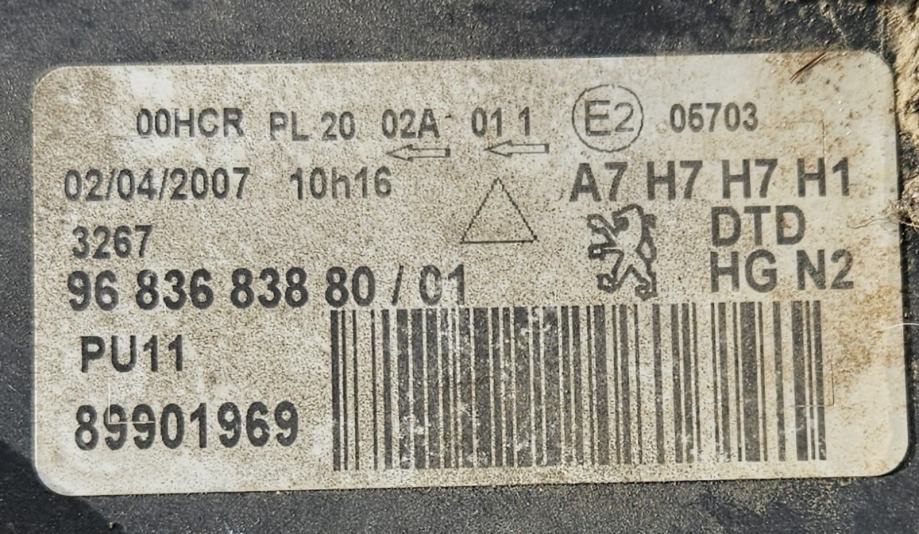 00HCR PL 20 02A 01 1 E2 05703
02/04/2007 10h16 A7 H7 H7 H1
3267 DTD
96 836 838 80 / 01 HG N2
PU11
89901969